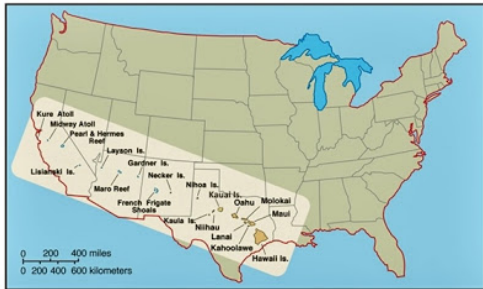 Kure Atoll
Midway Atoll
Pearl & Hermes
Reef
Layson Is.
Lisianski Is.
Gardner Is.
Necker Is.
Maro Reef
Nihoa Is.
French Frigate
Shoals
Kauai Is.
Oahu
Molokai
Maui
Kaula Is.
Niihau
Lanai
Kahoolawe
Hawaii Is.
0 200 400 miles
0 200 400 600 kilometers